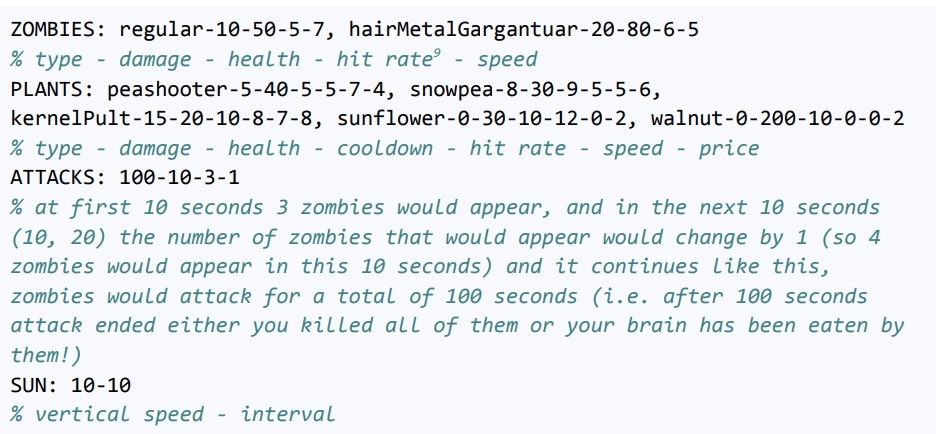 ZOMBIES: regular-10-50-5-7, hairMetalGargantuar-20-80-6-5
% type - damage - health - hit rate⁹ - speed
PLANTS: peashooter-5-40-5-5-7-4, snowpea-8-30-9-5-5-6,
kernelPult-15-20-10-8-7-8, sunflower-0-30-10-12-0-2, walnut-0-200-10-0-0-2
% type - damage - health - cooldown - hit rate - speed - price
ATTACKS: 100-10-3-1
% at first 10 seconds 3 zombies would appear, and in the next 10 seconds
(10, 20) the number of zombies that would appear would change by 1 (so 4
zombies would appear in this 10 seconds) and it continues like this,
zombies would attack for a total of 100 seconds (i.e. after 100 seconds
attack ended either you killed all of them or your brain has been eaten by
them!)
SUN: 10-10
% vertical speed - interval